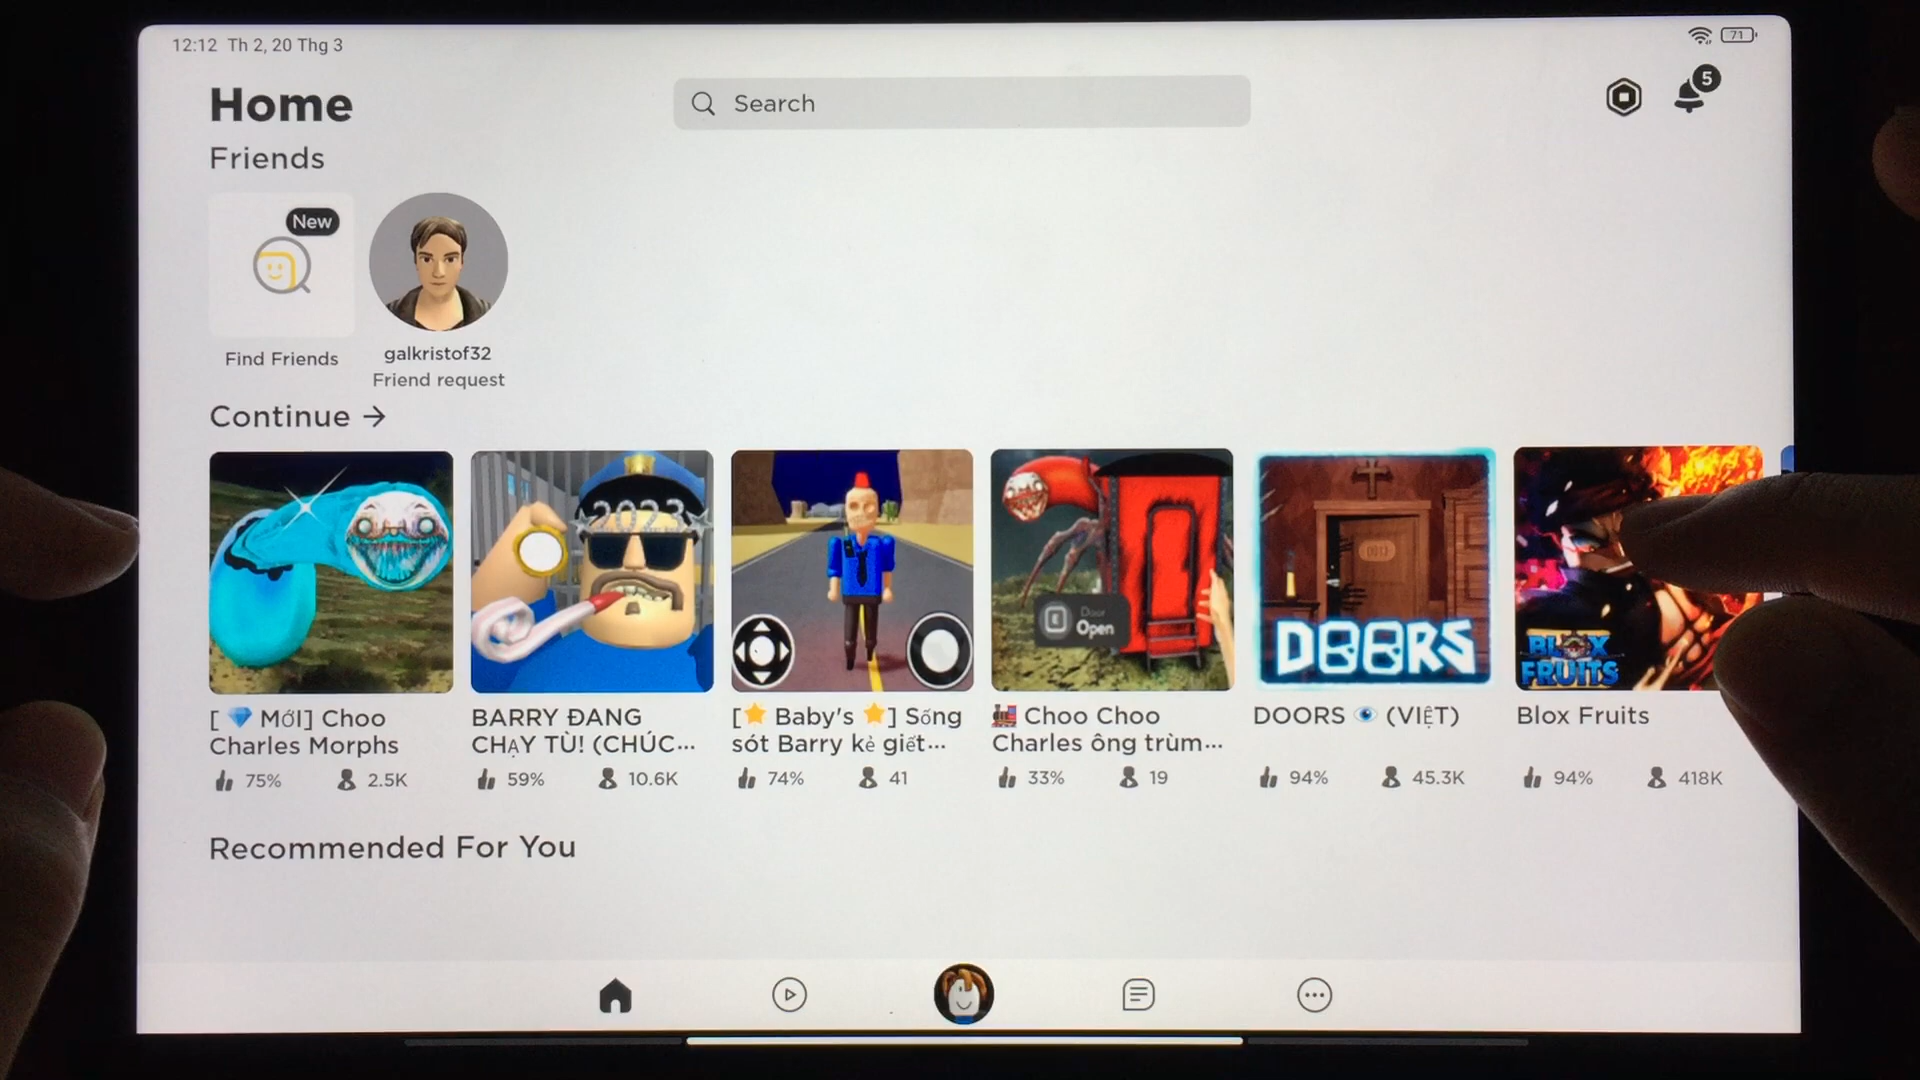 12:12 Th 2, 20 Thg 3
71
Home
Search
5
Friends
New
Find Friends
galkristof32
Friend request
Continue →
2023
Door
Open
DOORS
BLOX
FRUITS
[💎 MỚI] Choo
Charles Morphs
75% 2.5K
BARRY ĐANG
CHẠY TÙ! (CHÚC...
59% 10.6K
[⭐ Baby's ⭐] Sống
sót Barry kẻ giết...
74% 41
🚂 Choo Choo
Charles ông trùm...
33% 19
DOORS 👁 (VIỆT)
94% 45.3K
Blox Fruits
94% 418K
Recommended For You